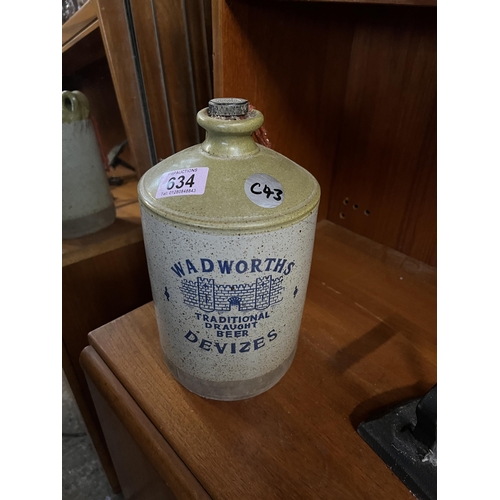 634
C43
WADWORTHS
TRADITIONAL
DRAUGHT
BEER
DEVIZES